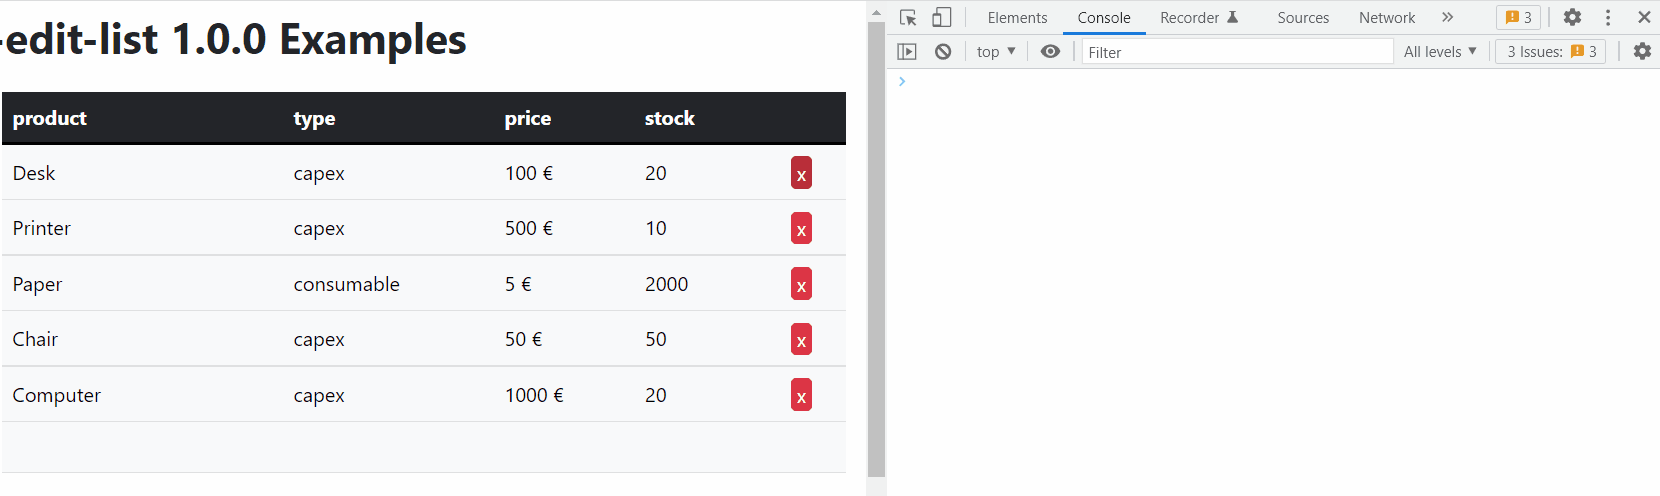 -edit-list 1.0.0 Examples
product type price stock
Desk capex 100 € 20 x
Printer capex 500 € 10 x
Paper consumable 5 € 2000 x
Chair capex 50 € 50 x
Computer capex 1000 € 20 x
Elements Console Recorder Sources Network » 3
top ▼ Filter All levels ▼ 3 Issues: 3